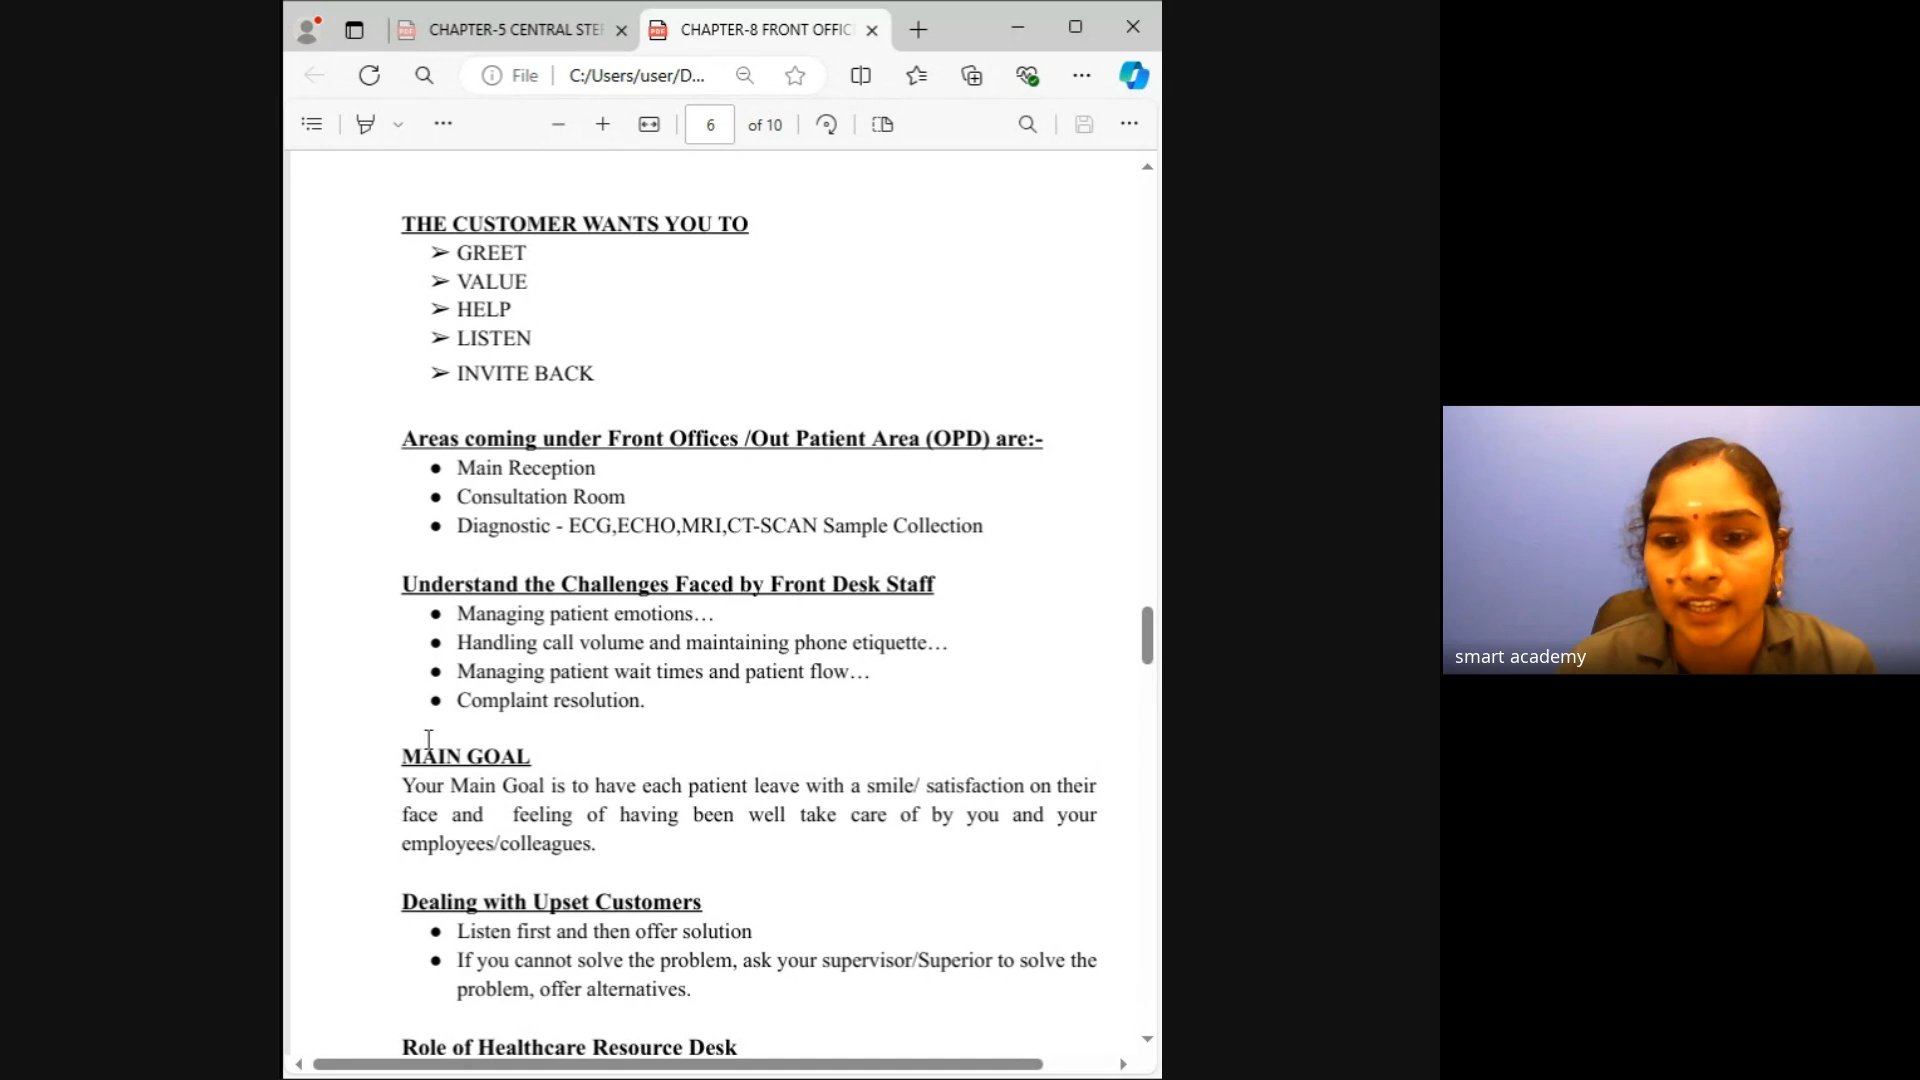 CHAPTER-5 CENTRAL STE
CHAPTER-8 FRONT OFFIC
File
C:/Users/user/D...
6
of 10
THE CUSTOMER WANTS YOU TO
➢ GREET
➢ VALUE
➢ HELP
➢ LISTEN
➢ INVITE BACK
Areas coming under Front Offices /Out Patient Area (OPD) are:-
● Main Reception
● Consultation Room
● Diagnostic - ECG,ECHO,MRI,CT-SCAN Sample Collection
Understand the Challenges Faced by Front Desk Staff
● Managing patient emotions…
● Handling call volume and maintaining phone etiquette…
● Managing patient wait times and patient flow…
● Complaint resolution.
MAIN GOAL
Your Main Goal is to have each patient leave with a smile/ satisfaction on their
face and feeling of having been well take care of by you and your
employees/colleagues.
Dealing with Upset Customers
● Listen first and then offer solution
● If you cannot solve the problem, ask your supervisor/Superior to solve the
problem, offer alternatives.
Role of Healthcare Resource Desk
smart academy